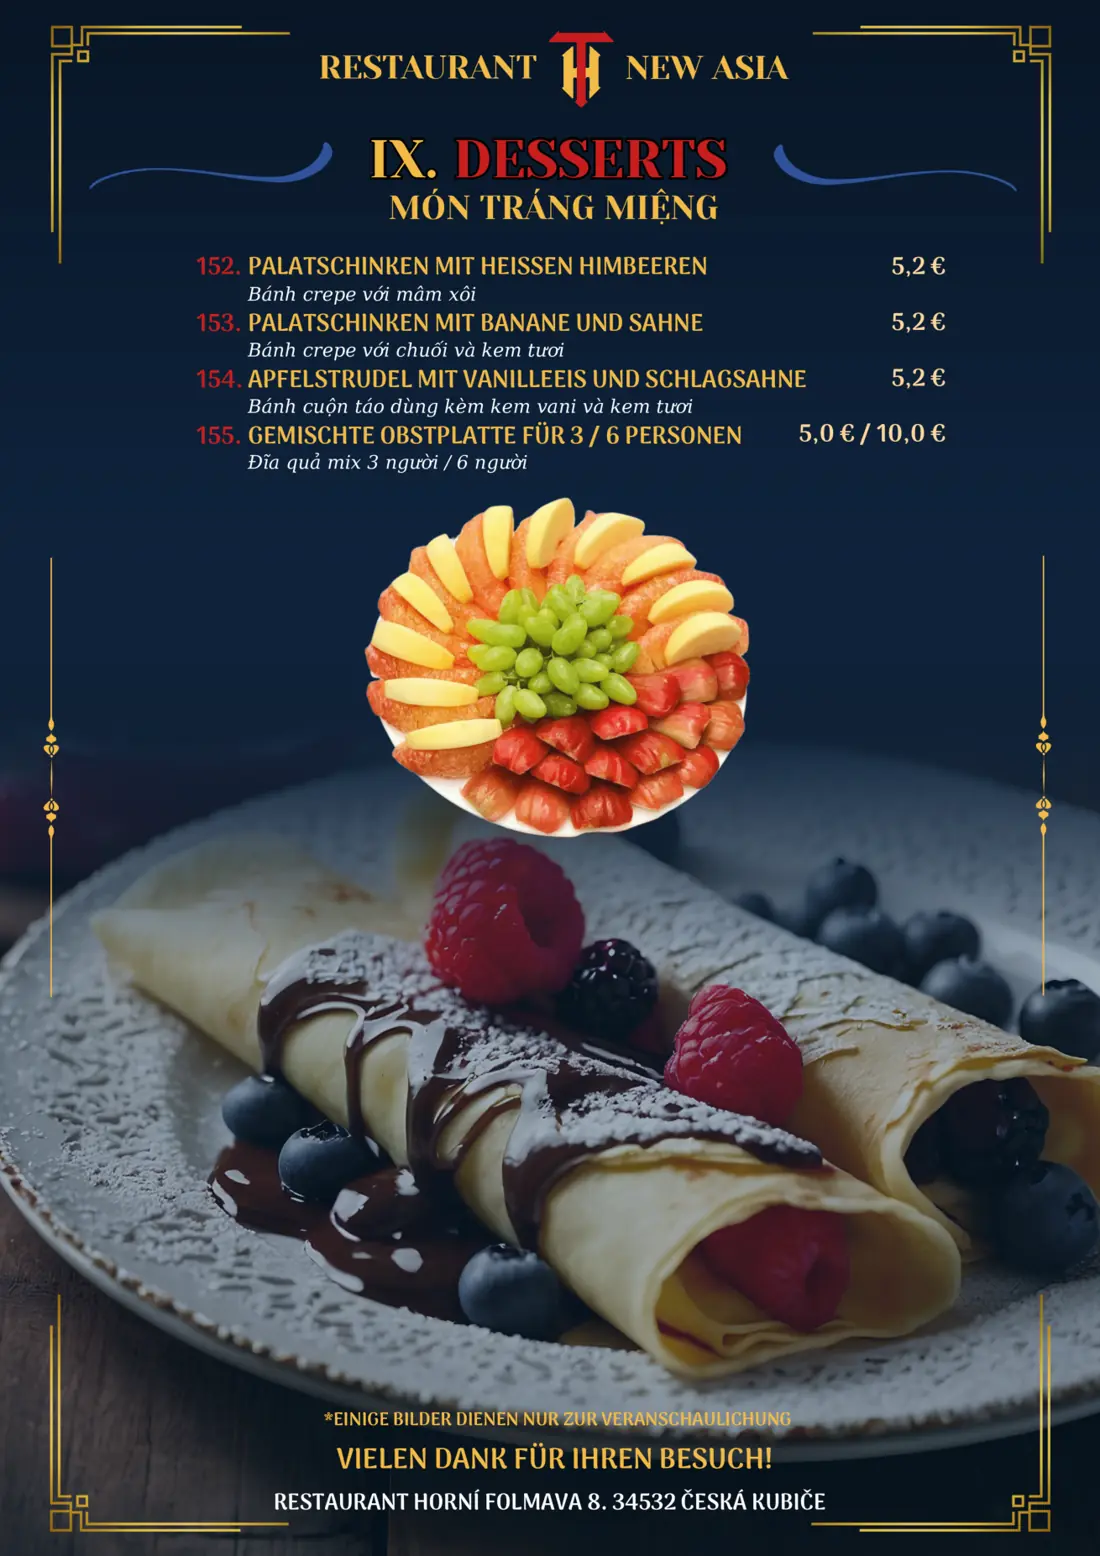 RESTAURANT TH NEW ASIA
IX. DESSERTS
MÓN TRÁNG MIỆNG
152. PALATSCHINKEN MIT HEISSEN HIMBEEREN 5,2 €
Bánh crepe với mâm xôi
153. PALATSCHINKEN MIT BANANE UND SAHNE 5,2 €
Bánh crepe với chuối và kem tươi
154. APFELSTRUDEL MIT VANILLEEIS UND SCHLAGSAHNE 5,2 €
Bánh cuộn táo dùng kèm kem vani và kem tươi
155. GEMISCHTE OBSTPLATTE FÜR 3 / 6 PERSONEN 5,0 € / 10,0 €
Đĩa quả mix 3 người / 6 người
*EINIGE BILDER DIENEN NUR ZUR VERANSCHAULICHUNG
VIELEN DANK FÜR IHREN BESUCH!
RESTAURANT HORNÍ FOLMAVA 8. 34532 ČESKÁ KUBIČE